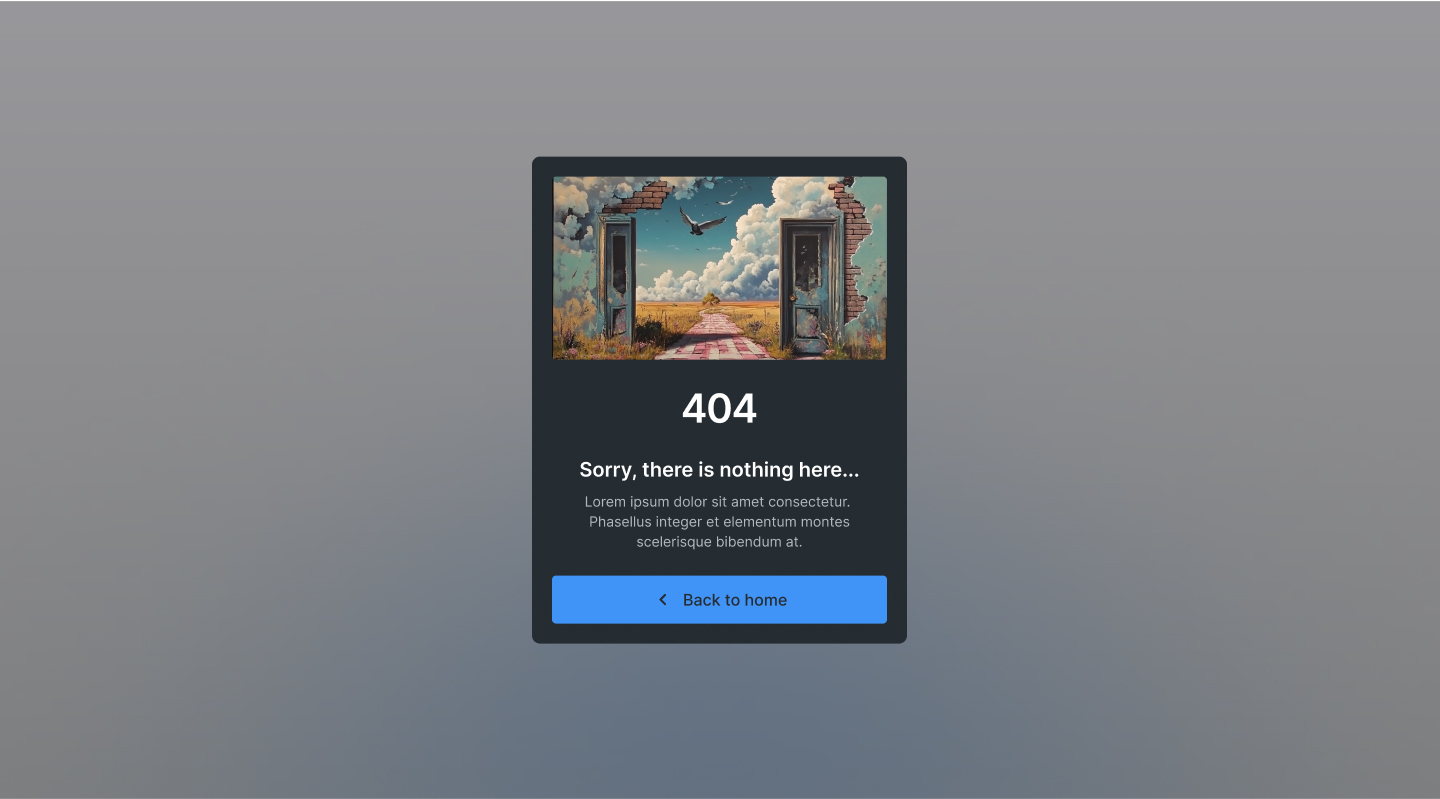 404
Sorry, there is nothing here...
Lorem ipsum dolor sit amet consectetur.
Phasellus integer et elementum montes
scelerisque bibendum at.
Back to home